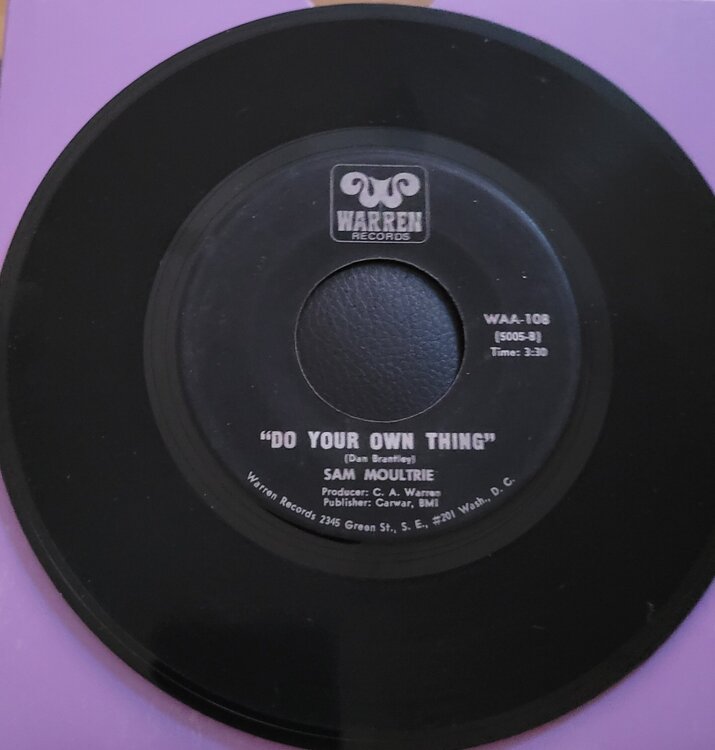 WARREN
RECORDS
WAA-108
(5005-B)
Time: 3:30
"DO YOUR OWN THING"
(Dan Brantley)
SAM MOULTRIE
Producer: C. A. Warren
Publisher: Carwar, BMI
Warren Records 2345 Green St., S. E., #201 Wash., D. C.